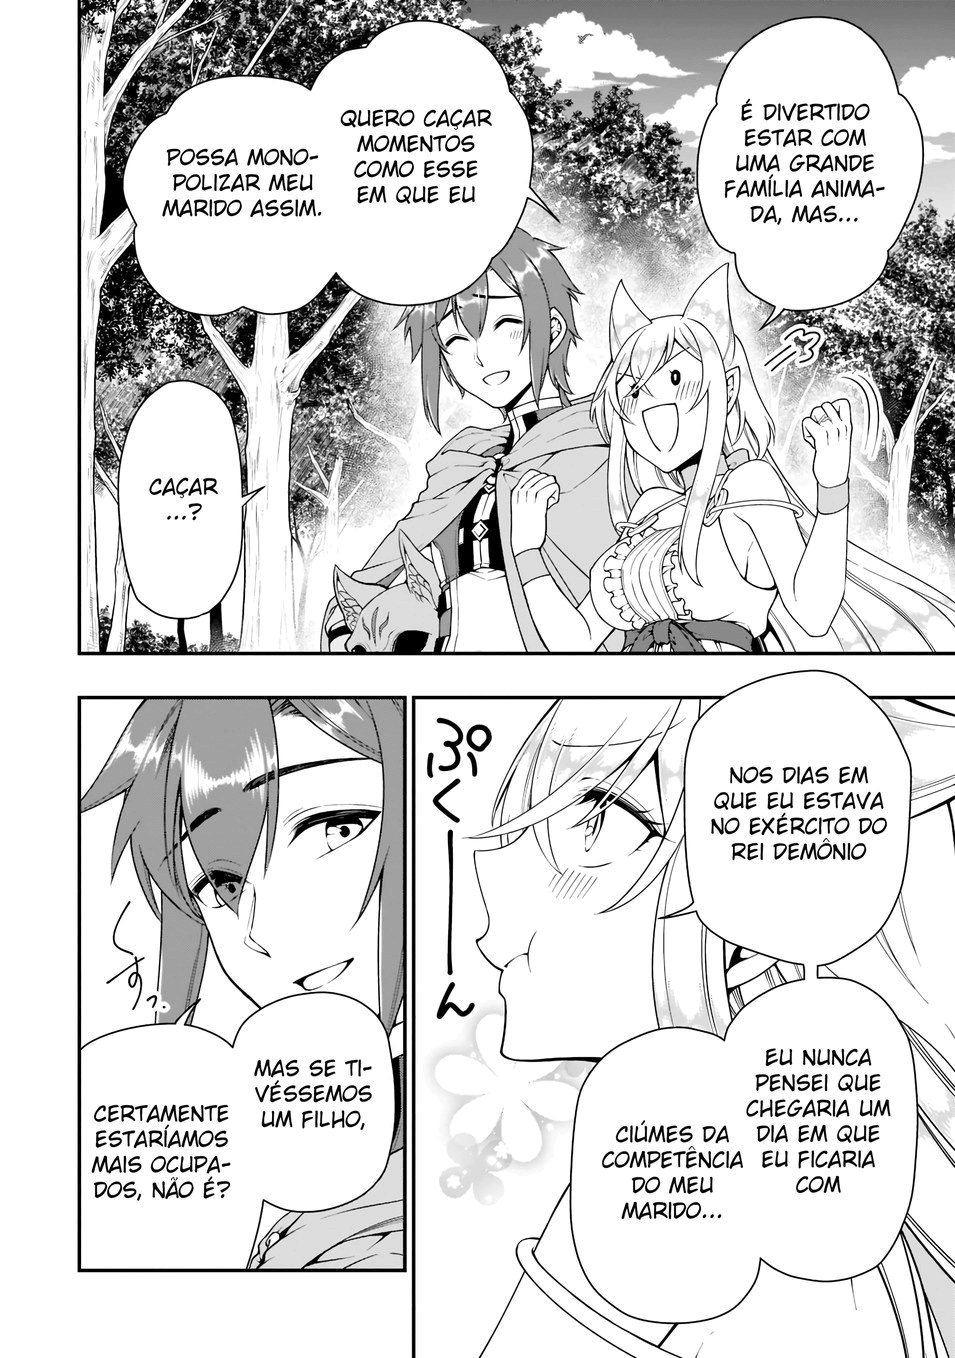 É DIVERTIDO
ESTAR COM
UMA GRANDE
FAMÍLIA ANIMA-
DA, MAS...
QUERO CAÇAR
MOMENTOS
COMO ESSE
EM QUE EU
POSSA MONO-
POLIZAR MEU
MARIDO ASSIM.
CAÇAR
...?
NOS DIAS EM
QUE EU ESTAVA
NO EXÉRCITO DO
REI DEMÔNIO
ぷくーん
EU NUNCA
PENSEI QUE
CHEGARIA UM
DIA EM QUE
EU FICARIA
COM
CIÚMES DA
COMPETÊNCIA
DO MEU
MARIDO...
くすっ
MAS SE TI-
VÉSSEMOS
UM FILHO,
CERTAMENTE
ESTARÍAMOS
MAIS OCUPA-
DOS, NÃO É?